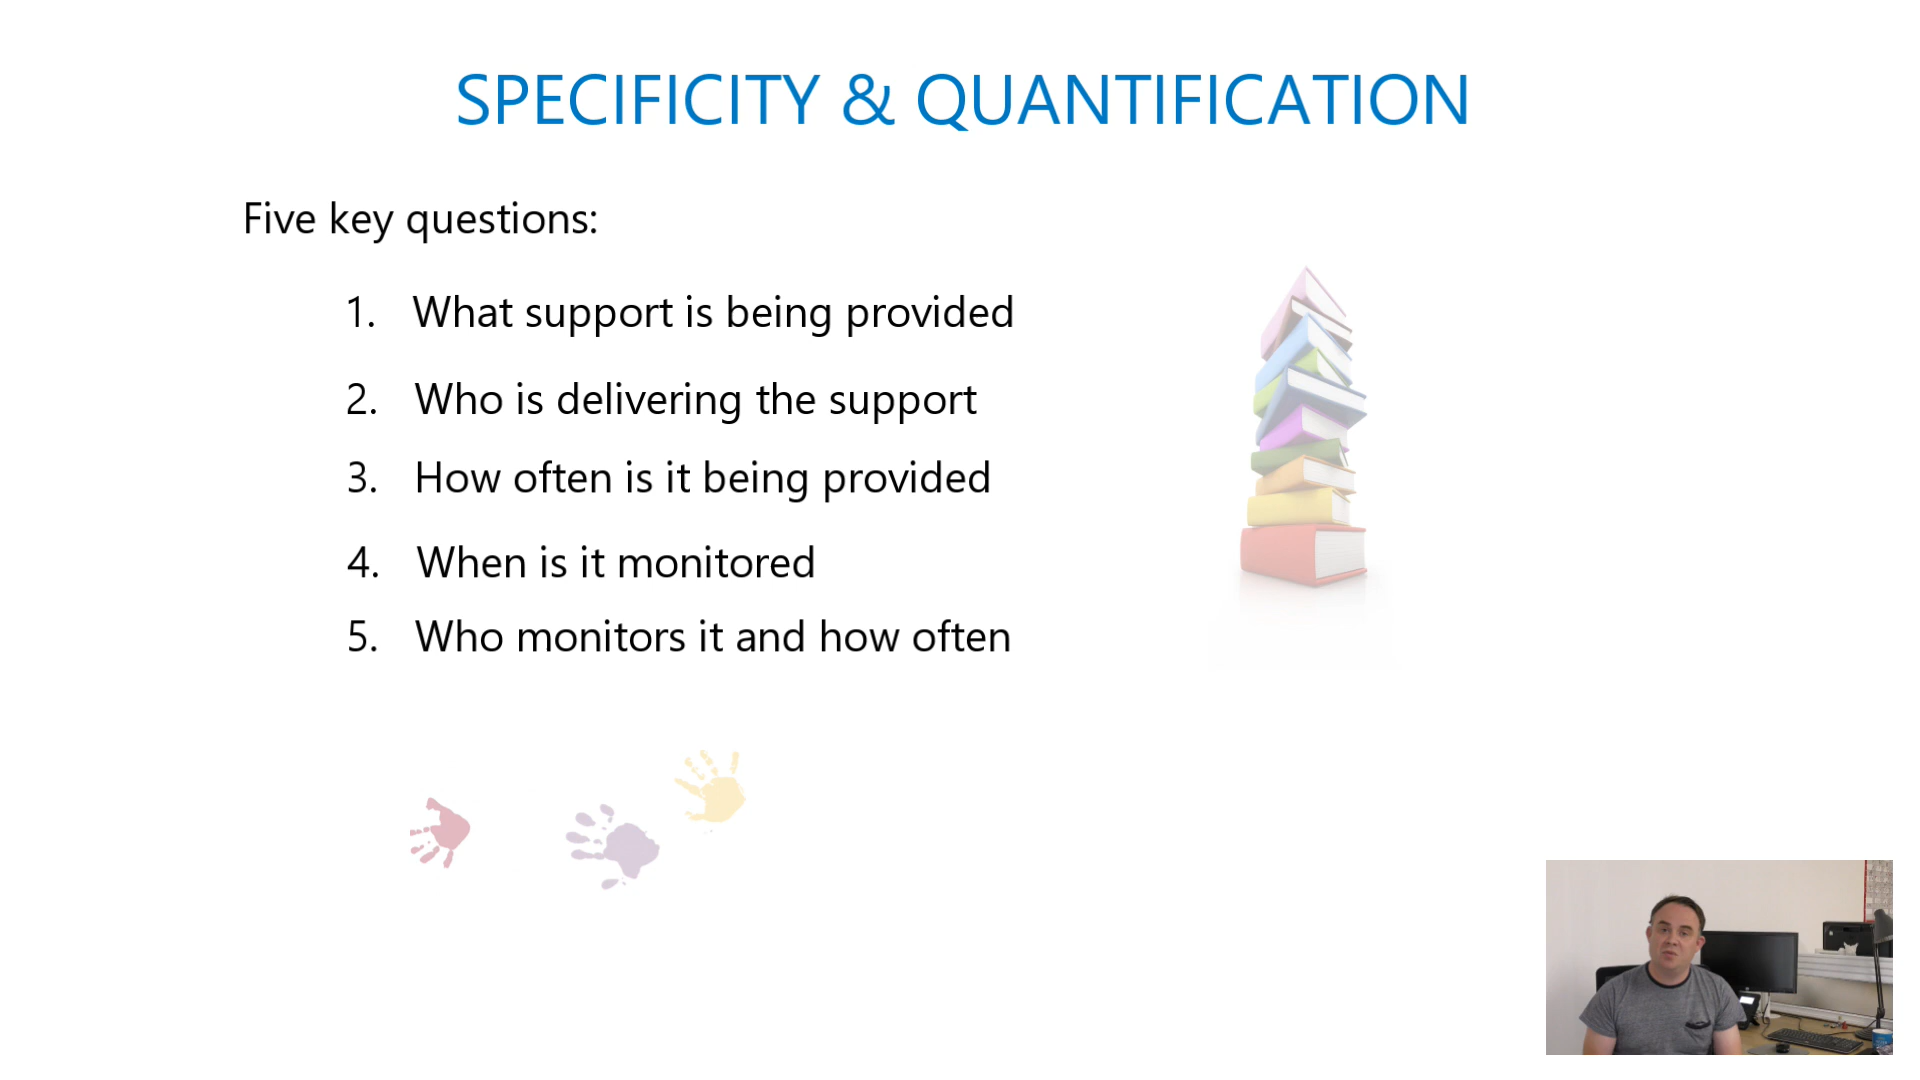 SPECIFICITY & QUANTIFICATION
Five key questions:
1. What support is being provided
2. Who is delivering the support
3. How often is it being provided
4. When is it monitored
5. Who monitors it and how often